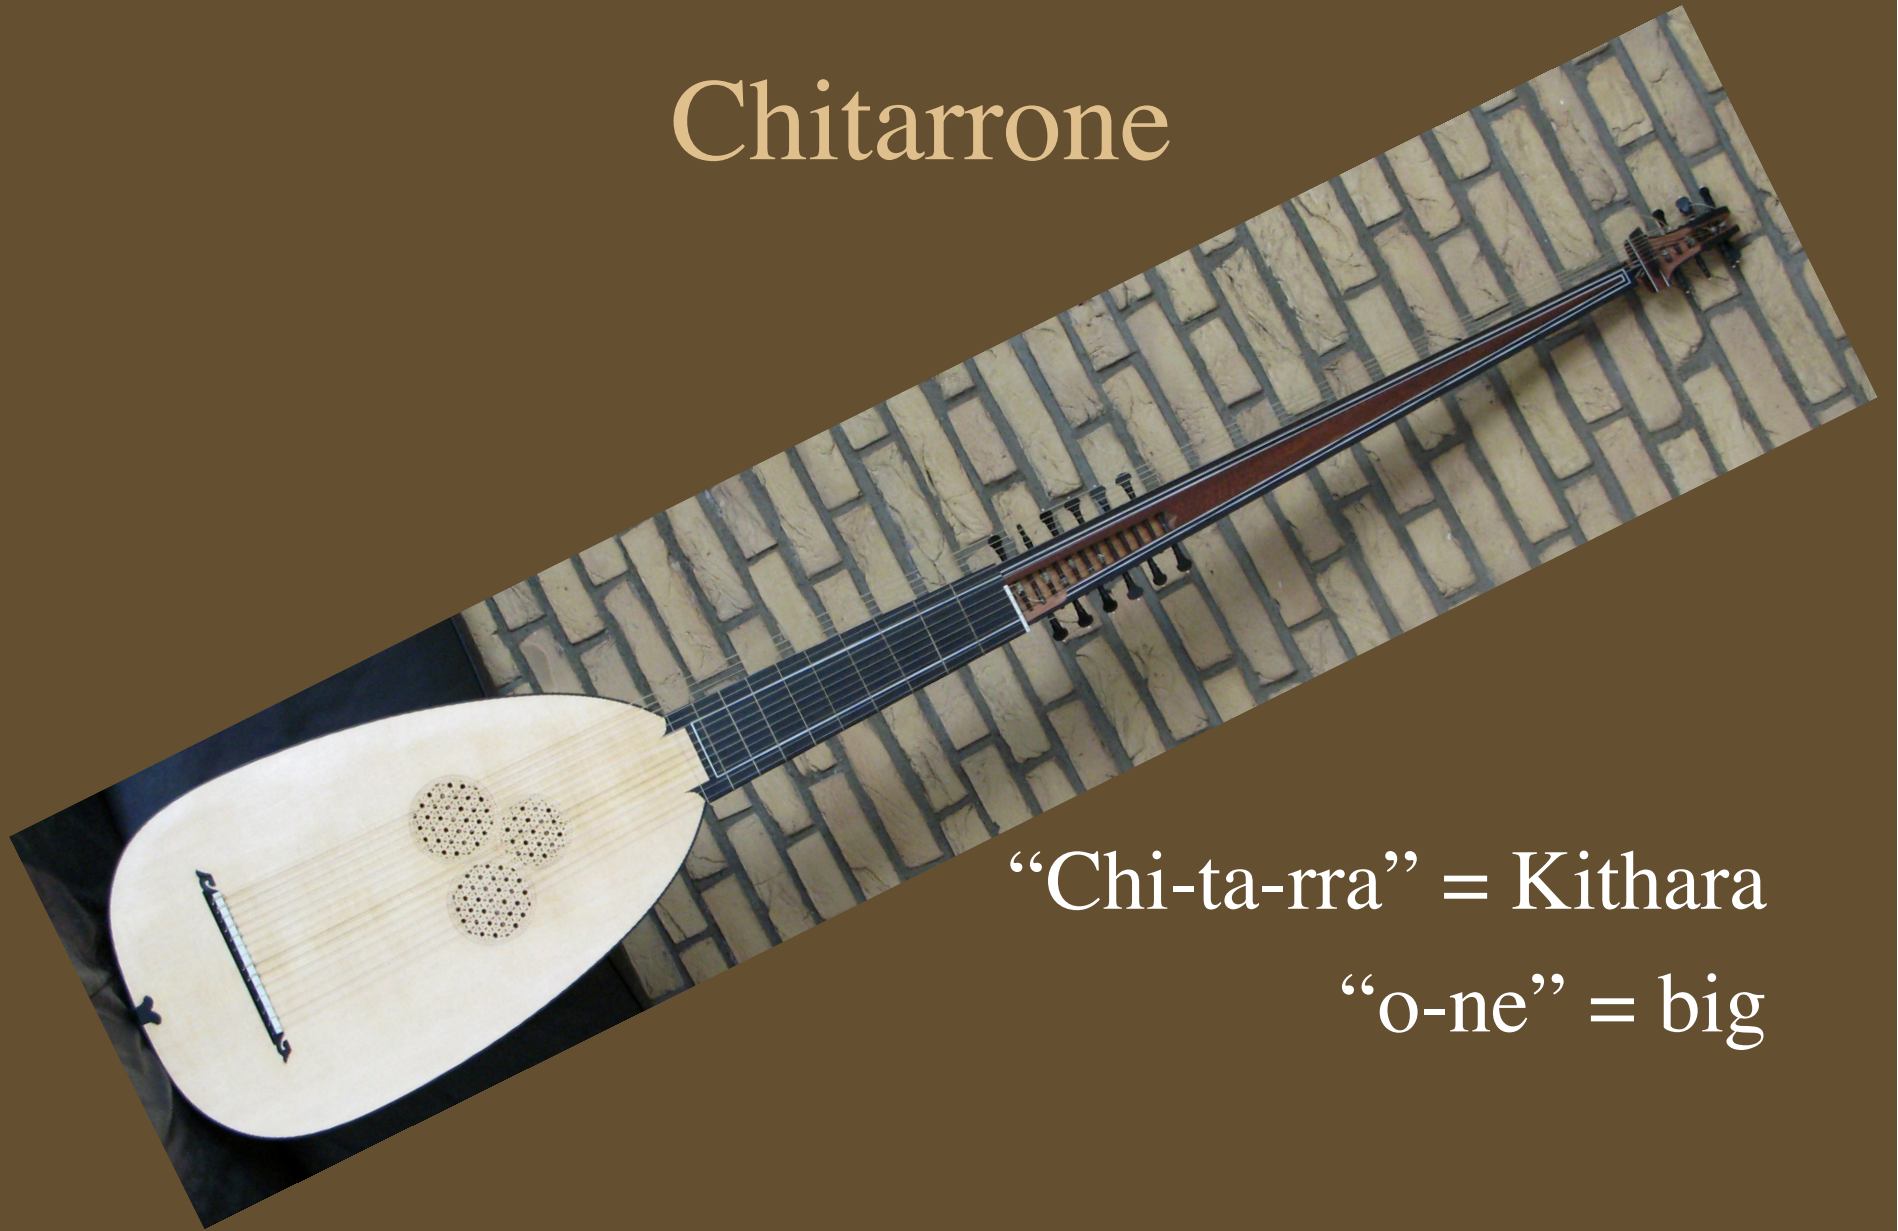 Chitarrone
“Chi-ta-rra” = Kithara
“o-ne” = big